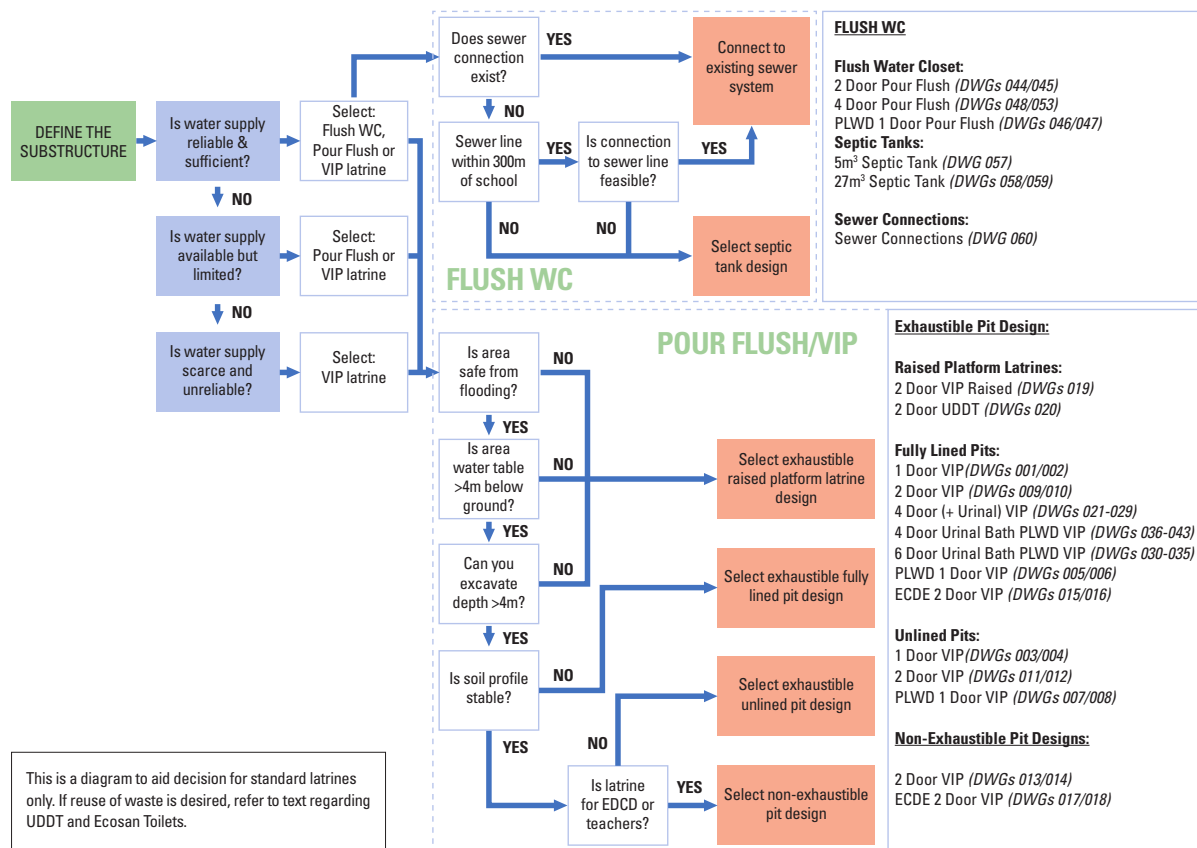 DEFINE THE
SUBSTRUCTURE
Is water supply
reliable &
sufficient?
Select:
Flush WC,
Pour Flush or
VIP latrine
NO
Is water supply
available but
limited?
Select:
Pour Flush or
VIP latrine
NO
Is water supply
scarce and
unreliable?
Select:
VIP latrine
Does sewer
connection
exist?
YES
Connect to
existing sewer
system
NO
Sewer line
within 300m
of school
YES
Is connection
to sewer line
feasible?
YES
NO
NO
Select septic
tank design
FLUSH WC
FLUSH WC
Flush Water Closet:
2 Door Pour Flush (DWGs 044/045)
4 Door Pour Flush (DWGs 048/053)
PLWD 1 Door Pour Flush (DWGs 046/047)
Septic Tanks:
5m³ Septic Tank (DWG 057)
27m³ Septic Tank (DWGs 058/059)
Sewer Connections:
Sewer Connections (DWG 060)
POUR FLUSH/VIP
Is area
safe from
flooding?
NO
YES
Is area
water table
>4m below
ground?
NO
Select exhaustible
raised platform latrine
design
YES
Can you
excavate
depth >4m?
NO
Select exhaustible fully
lined pit design
YES
Is soil profile
stable?
NO
Select exhaustible
unlined pit design
YES
NO
Is latrine
for EDCD or
teachers?
YES
Select non-exhaustible
pit design
Exhaustible Pit Design:
Raised Platform Latrines:
2 Door VIP Raised (DWGs 019)
2 Door UDDT (DWGs 020)
Fully Lined Pits:
1 Door VIP(DWGs 001/002)
2 Door VIP (DWGs 009/010)
4 Door (+ Urinal) VIP (DWGs 021-029)
4 Door Urinal Bath PLWD VIP (DWGs 036-043)
6 Door Urinal Bath PLWD VIP (DWGs 030-035)
PLWD 1 Door VIP (DWGs 005/006)
ECDE 2 Door VIP (DWGs 015/016)
Unlined Pits:
1 Door VIP(DWGs 003/004)
2 Door VIP (DWGs 011/012)
PLWD 1 Door VIP (DWGs 007/008)
Non-Exhaustible Pit Designs:
2 Door VIP (DWGs 013/014)
ECDE 2 Door VIP (DWGs 017/018)
This is a diagram to aid decision for standard latrines
only. If reuse of waste is desired, refer to text regarding
UDDT and Ecosan Toilets.